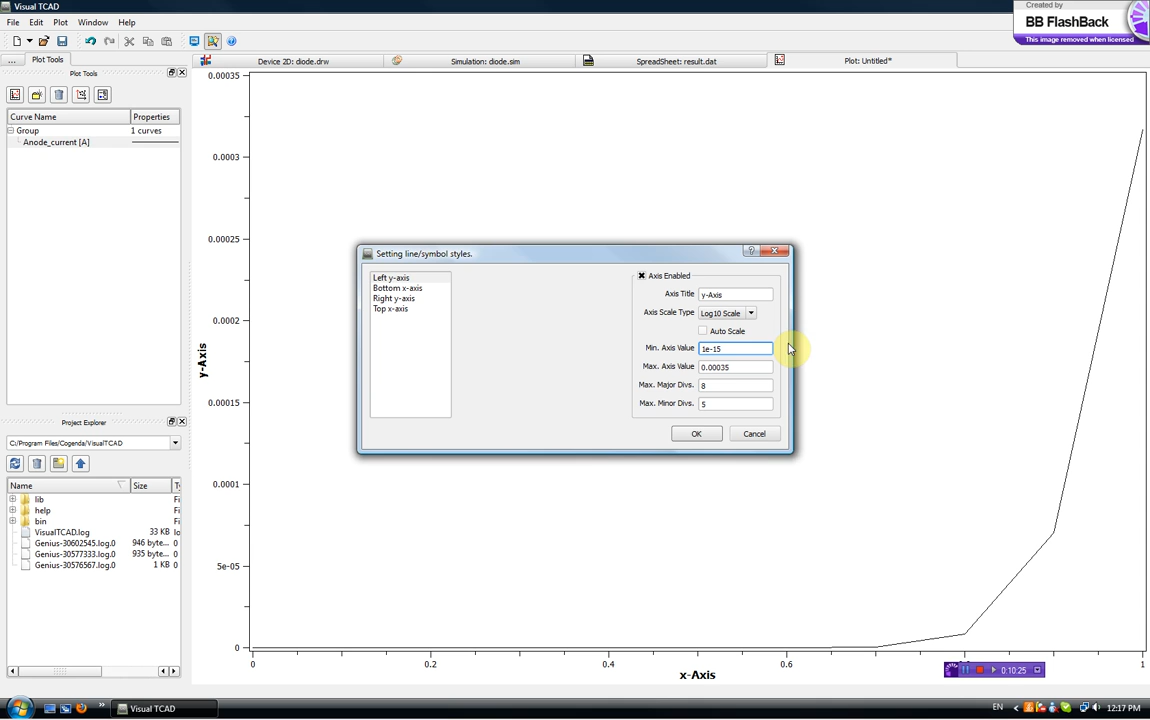 Visual TCAD
Created by
BB FlashBack
This image removed when licensed
File Edit Plot Window Help
... Plot Tools
Device 2D: diode.drw
Simulation: diode.sim
SpreadSheet: result.dat
Plot: Untitled*
Plot Tools
Curve Name Properties
Group 1 curves
Anode_current [A]
Project Explorer
C:/Program Files/Cogenda/VisualTCAD
Name Size
lib Fi
help Fi
bin Fi
VisualTCAD.log 33 KB
Genius-30602545.log.0 946 byte... 0
Genius-30577333.log.0 935 byte... 0
Genius-30576567.log.0 1 KB 0
0.00035
0.0003
0.00025
0.0002
0.00015
0.0001
5e-05
0
y-Axis
0 0.2 0.4 0.6 1
x-Axis
Setting line/symbol styles.
Left y-axis
Bottom x-axis
Right y-axis
Top x-axis
Axis Enabled
Axis Title y-Axis
Axis Scale Type Log10 Scale
Auto Scale
Min. Axis Value 1e-15
Max. Axis Value 0.00035
Max. Major Divs. 8
Max. Minor Divs. 5
OK Cancel
0:10:25
Visual TCAD
EN
12:17 PM